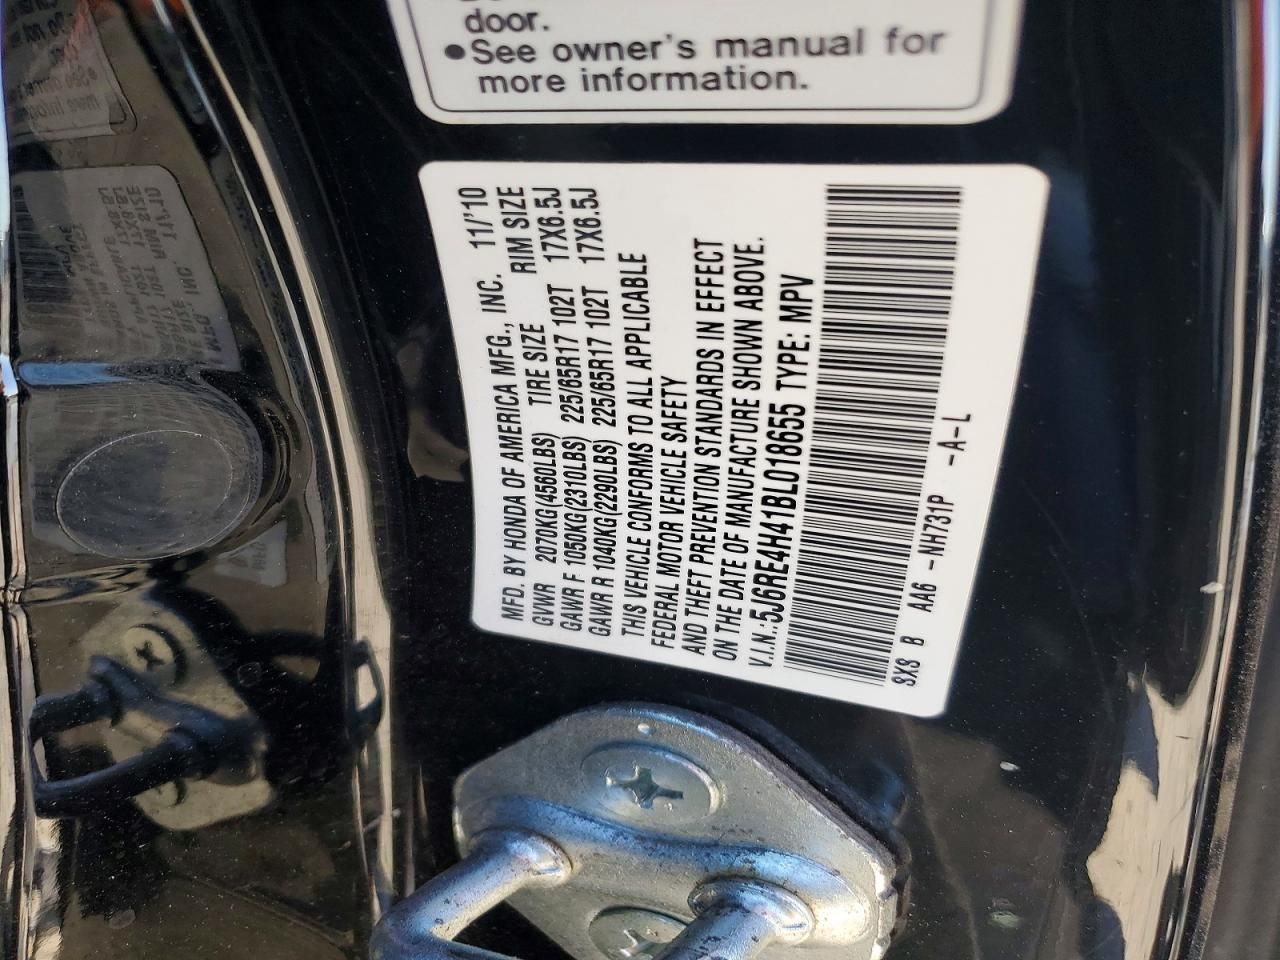 door.
●See owner's manual for
more information.
MFD. BY HONDA OF AMERICA MFG., INC. 11/'10
GVWR 2070KG(4560LBS) TIRE SIZE RIM SIZE
GAWR F 1050KG(2310LBS) 225/65R17 102T 17X6.5J
GAWR R 1040KG(2290LBS) 225/65R17 102T 17X6.5J
THIS VEHICLE CONFORMS TO ALL APPLICABLE
FEDERAL MOTOR VEHICLE SAFETY
AND THEFT PREVENTION STANDARDS IN EFFECT
ON THE DATE OF MANUFACTURE SHOWN ABOVE.
V.I.N.:5J6RE4H41BL018655 TYPE: MPV
SXS B AA6 -NH731P -A-L